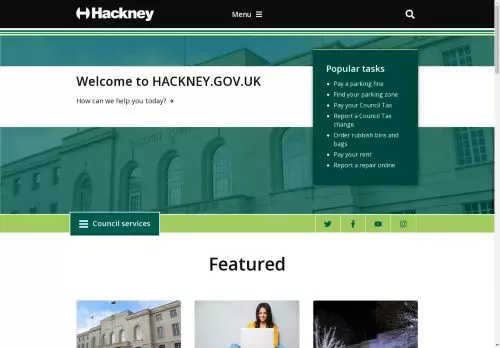 Hackney
Menu
Welcome to HACKNEY.GOV.UK
How can we help you today?
Popular tasks
Pay a parking fine
Find your parking zone
Pay your Council Tax
Report a Council Tax
change
Order rubbish bins and
bags
Pay your rent
Report a repair online
Council services
Featured